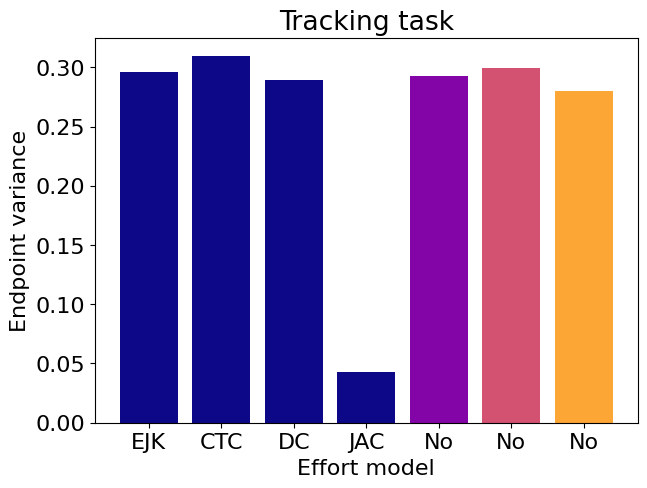 Tracking task
Endpoint variance
0.30
0.25
0.20
0.15
0.10
0.05
0.00
EJK CTC DC JAC No No No
Effort model